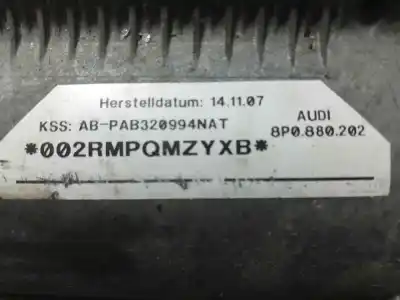 Herstelldatum: 14.11.07
KSS: AB-PAB320994NAT
AUDI
8P0.880.202
*002RMPQMZYXB*